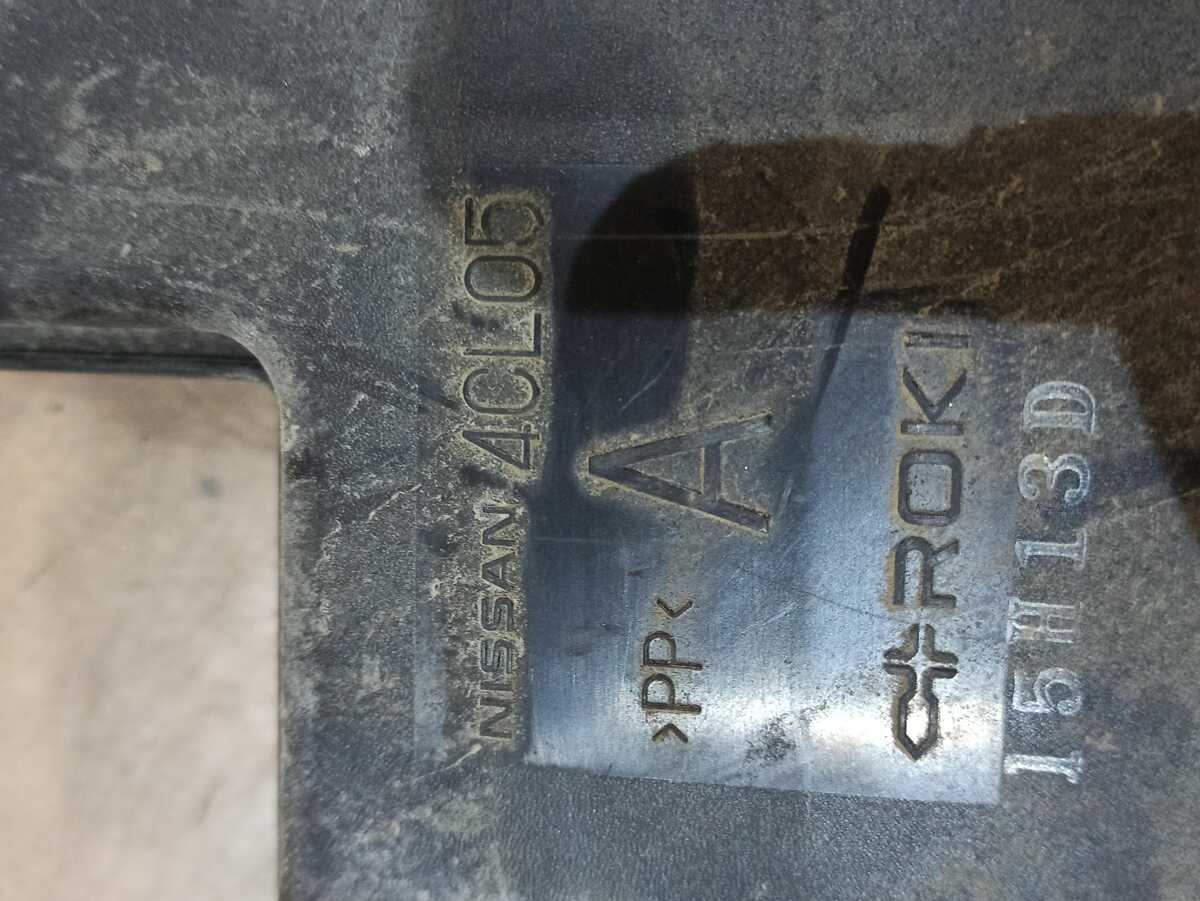 NISSAN 4CL05
A
>PP<
ROKI
15H13D